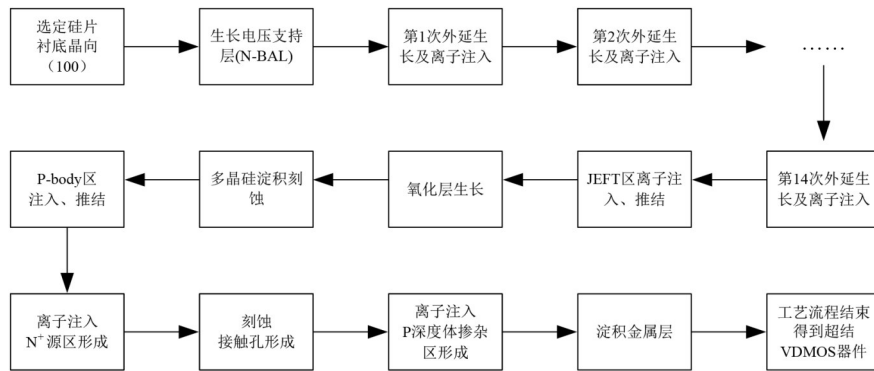 选定硅片
衬底晶向
（100）
生长电压支持
层(N-BAL)
第1次外延生
长及离子注入
第2次外延生
长及离子注入
……
第14次外延生
长及离子注入
JEFT区离子注
入、推结
氧化层生长
多晶硅淀积刻
蚀
P-body区
注入、推结
离子注入
N⁺源区形成
刻蚀
接触孔形成
离子注入
P深度体掺杂
区形成
淀积金属层
工艺流程结束
得到超结
VDMOS器件